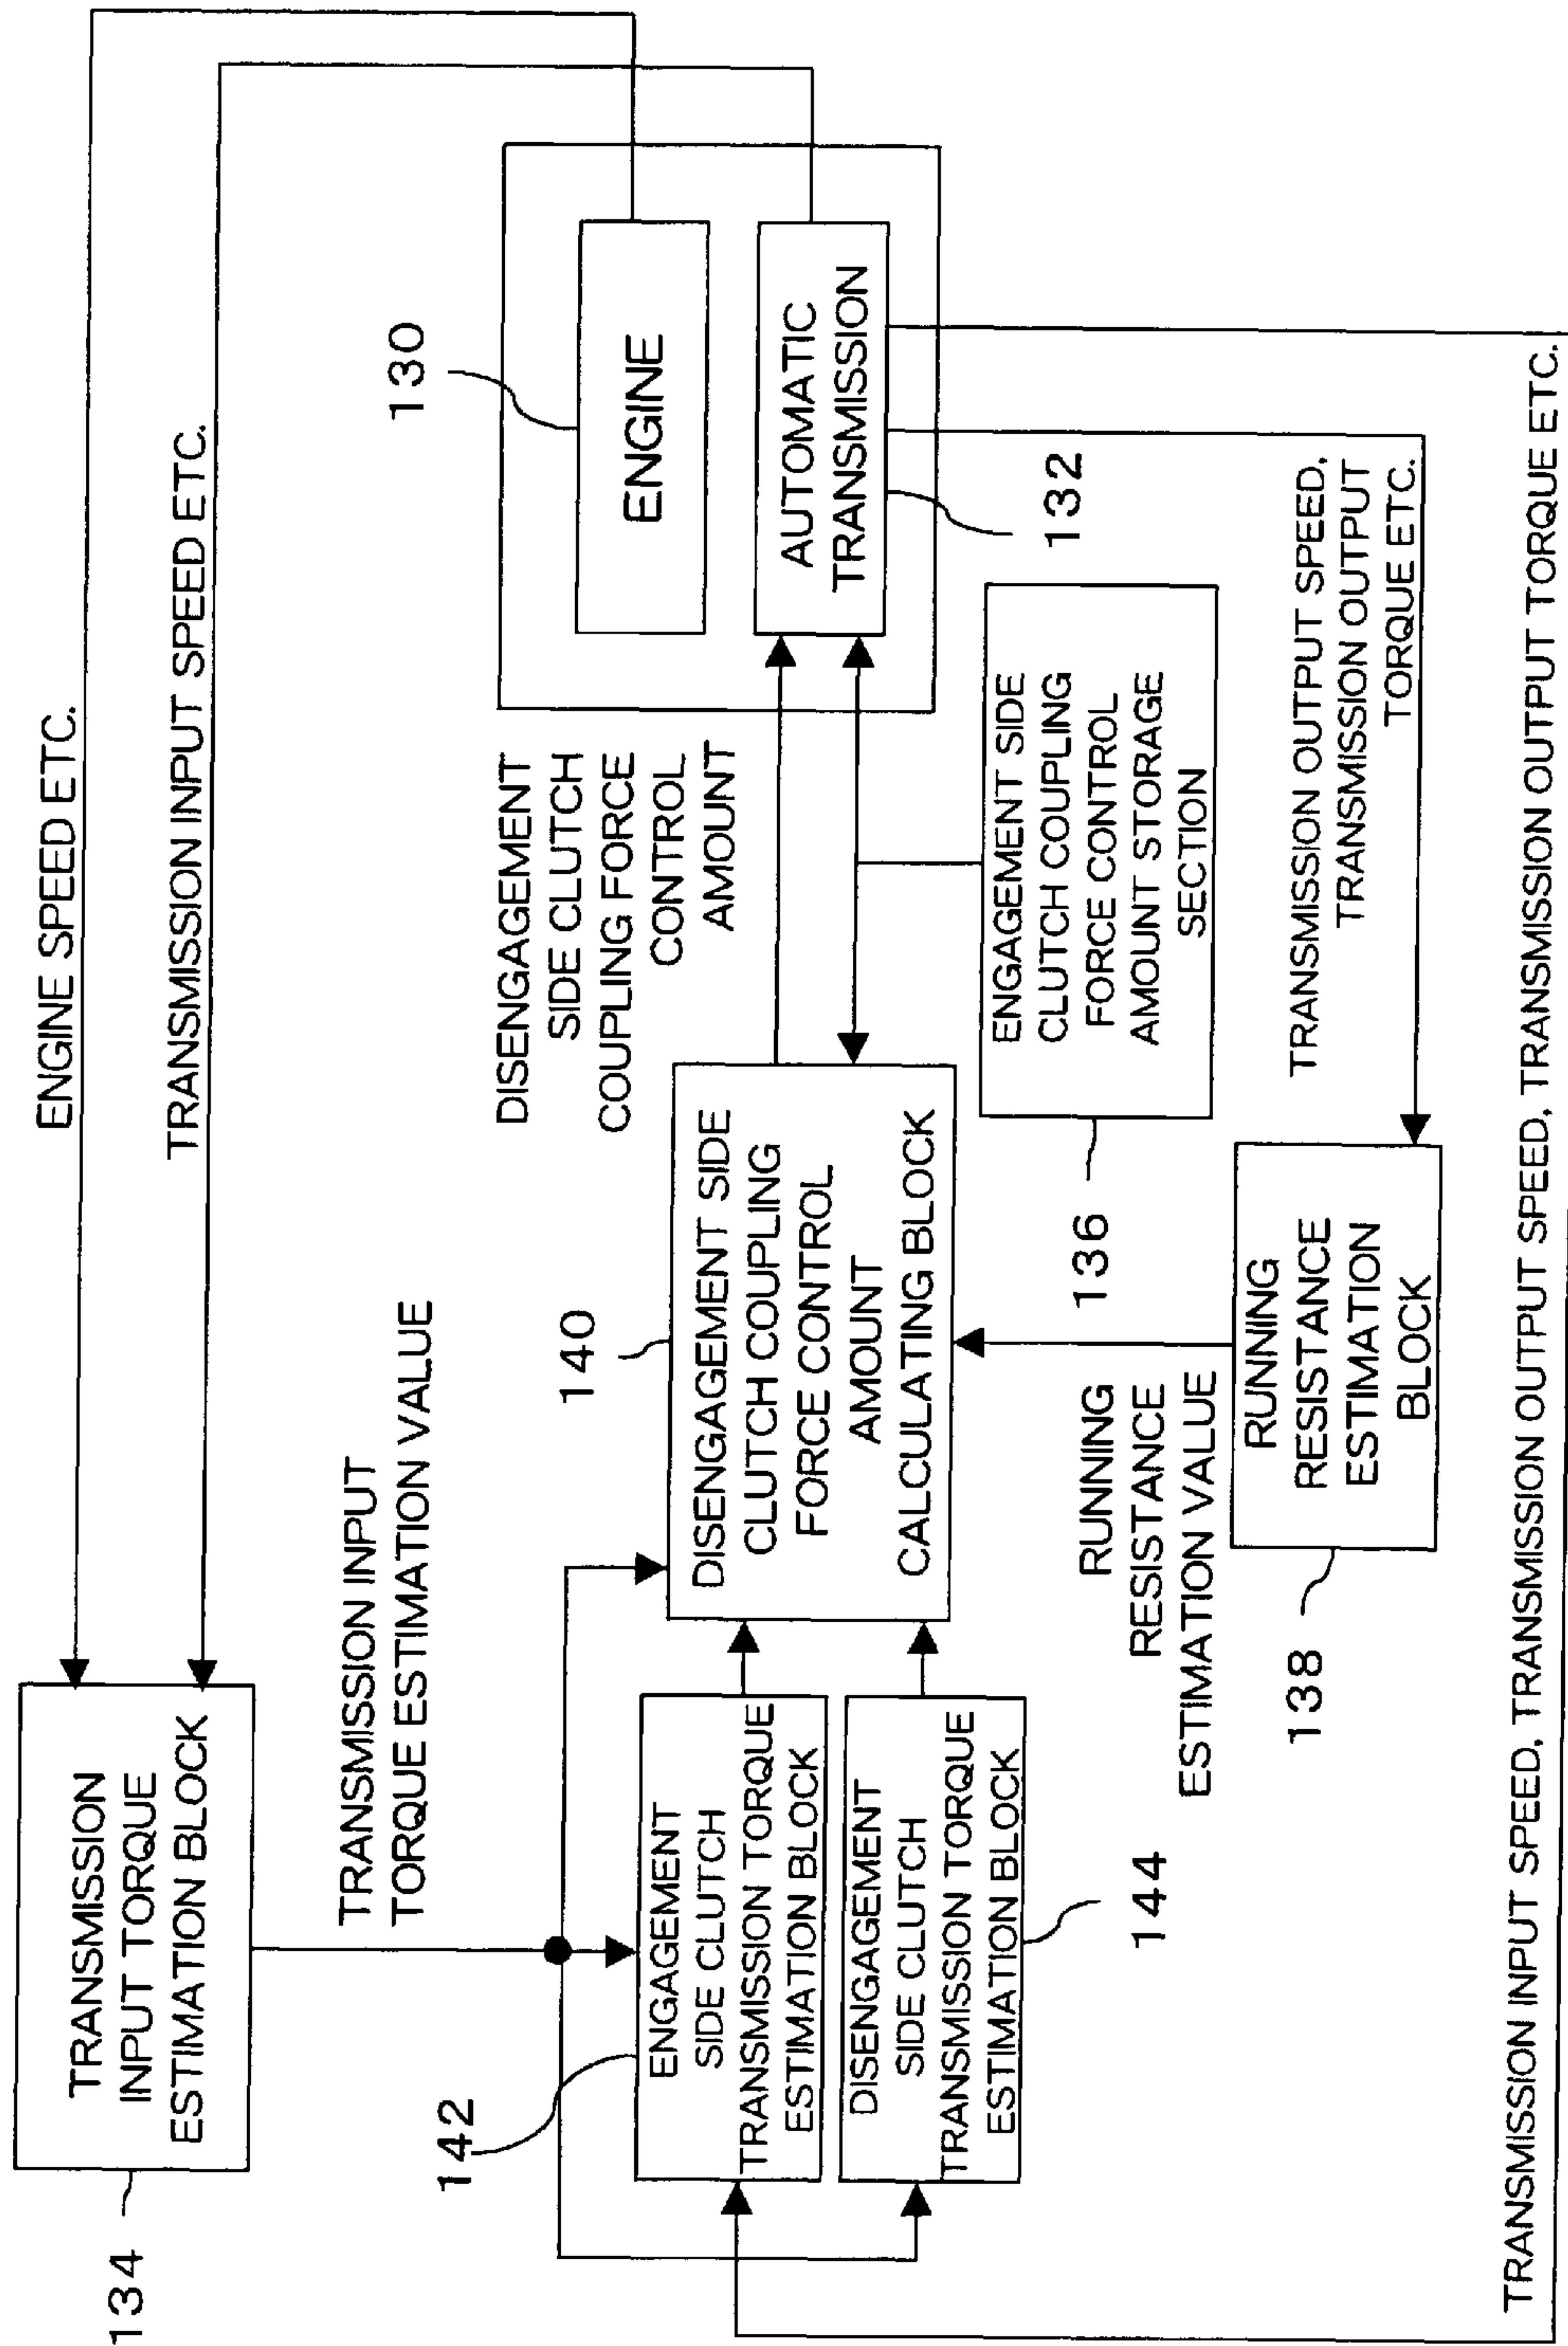 ENGINE SPEED ETC.
TRANSMISSION INPUT SPEED ETC.
134
TRANSMISSION
INPUT TORQUE
ESTIMATION BLOCK
TRANSMISSION INPUT
TORQUE ESTIMATION VALUE
130
ENGINE
AUTOMATIC
TRANSMISSION
132
DISENGAGEMENT
SIDE CLUTCH
COUPLING FORCE
CONTROL
AMOUNT
140
DISENGAGEMENT SIDE
CLUTCH COUPLING
FORCE CONTROL
AMOUNT
CALCULATING BLOCK
142
ENGAGEMENT
SIDE CLUTCH
TRANSMISSION TORQUE
ESTIMATION BLOCK
DISENGAGEMENT
SIDE CLUTCH
TRANSMISSION TORQUE
ESTIMATION BLOCK
144
ENGAGEMENT SIDE
CLUTCH COUPLING
FORCE CONTROL
AMOUNT STORAGE
SECTION
136
RUNNING
RESISTANCE
ESTIMATION VALUE
RUNNING
RESISTANCE
ESTIMATION
BLOCK
138
TRANSMISSION OUTPUT SPEED,
TRANSMISSION OUTPUT
TORQUE ETC.
TRANSMISSION INPUT SPEED, TRANSMISSION OUTPUT SPEED, TRANSMISSION OUTPUT TORQUE ETC.